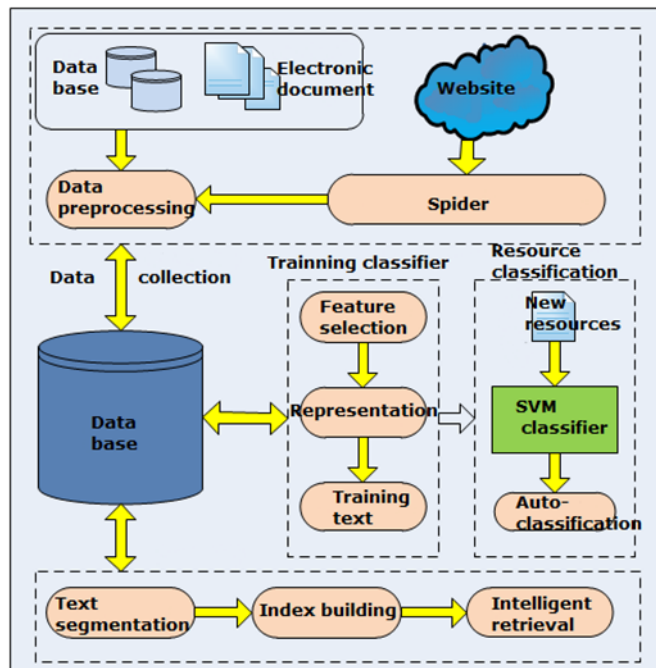 Data
base
Electronic
document
Website
Data
preprocessing
Spider
Data collection
Trainning classifier
Resource
classification
Feature
selection
New
resources
Representation
SVM
classifier
Data
base
Training
text
Auto-
classification
Text
segmentation
Index building
Intelligent
retrieval